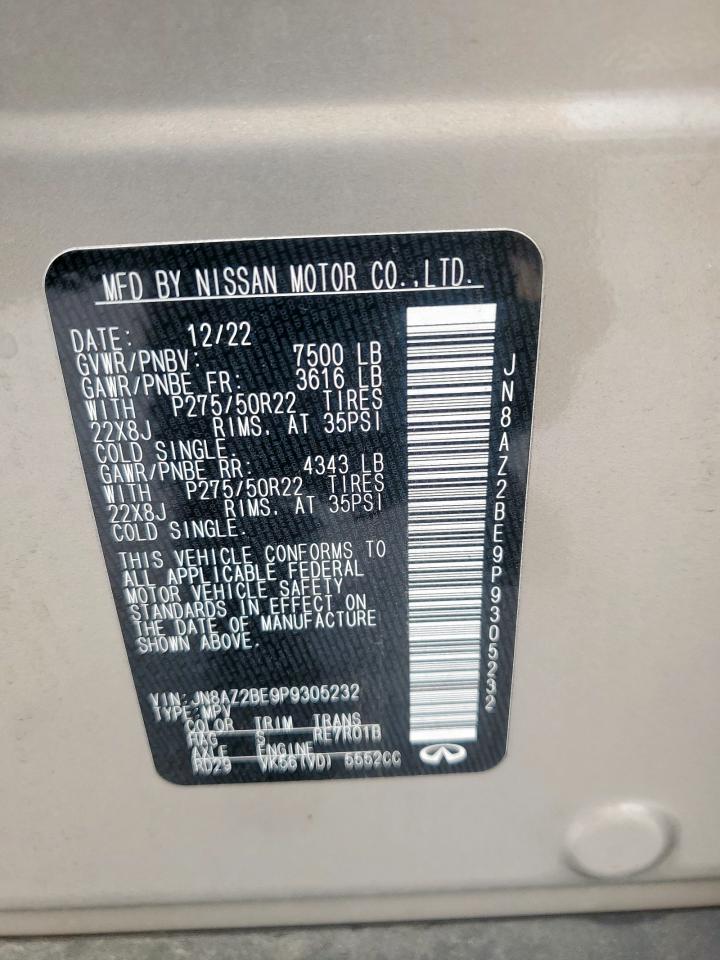 MFD BY NISSAN MOTOR CO.,LTD.
DATE: 12/22
GVWR/PNBV: 7500 LB
GAWR/PNBE FR: 3616 LB
WITH P275/50R22 TIRES
22X8J RIMS, AT 35PSI
COLD SINGLE.
GAWR/PNBE RR: 4343 LB
WITH P275/50R22 TIRES
22X8J RIMS, AT 35PSI
COLD SINGLE.
THIS VEHICLE CONFORMS TO
ALL APPLICABLE FEDERAL
MOTOR VEHICLE SAFETY
STANDARDS IN EFFECT ON
THE DATE OF MANUFACTURE
SHOWN ABOVE.
VIN: JN8AZ2BE9P9305232
TYPE: MPV
COLOR TRIM TRANS
S RE7R01B
AXLE ENGINE
RD29 VK56(VD) 5552CC
JN8AZ2BE9P9305232